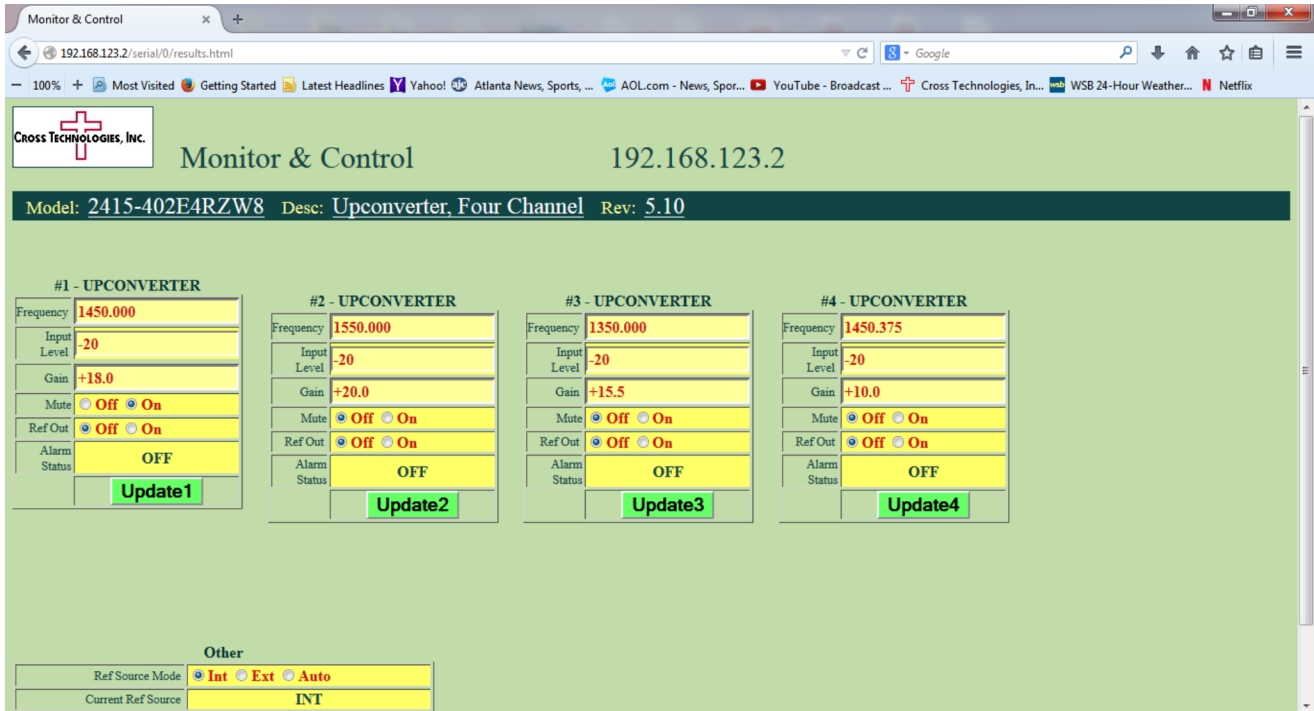 Monitor & Control × +
192.168.123.2/serial/0/results.html Google
100% + Most Visited Getting Started Latest Headlines Yahoo! Atlanta News, Sports, ... AOL.com - News, Spor... YouTube - Broadcast ... Cross Technologies, In... WSB 24-Hour Weather... Netflix
CROSS TECHNOLOGIES, INC.
Monitor & Control 192.168.123.2
Model: 2415-402E4RZW8 Desc: Upconverter, Four Channel Rev: 5.10
#1 - UPCONVERTER
Frequency 1450.000
Input Level -20
Gain +18.0
Mute Off On
Ref Out Off On
Alarm Status OFF
Update1
#2 - UPCONVERTER
Frequency 1550.000
Input Level -20
Gain +20.0
Mute Off On
Ref Out Off On
Alarm Status OFF
Update2
#3 - UPCONVERTER
Frequency 1350.000
Input Level -20
Gain +15.5
Mute Off On
Ref Out Off On
Alarm Status OFF
Update3
#4 - UPCONVERTER
Frequency 1450.375
Input Level -20
Gain +10.0
Mute Off On
Ref Out Off On
Alarm Status OFF
Update4
Other
Ref Source Mode Int Ext Auto
Current Ref Source INT